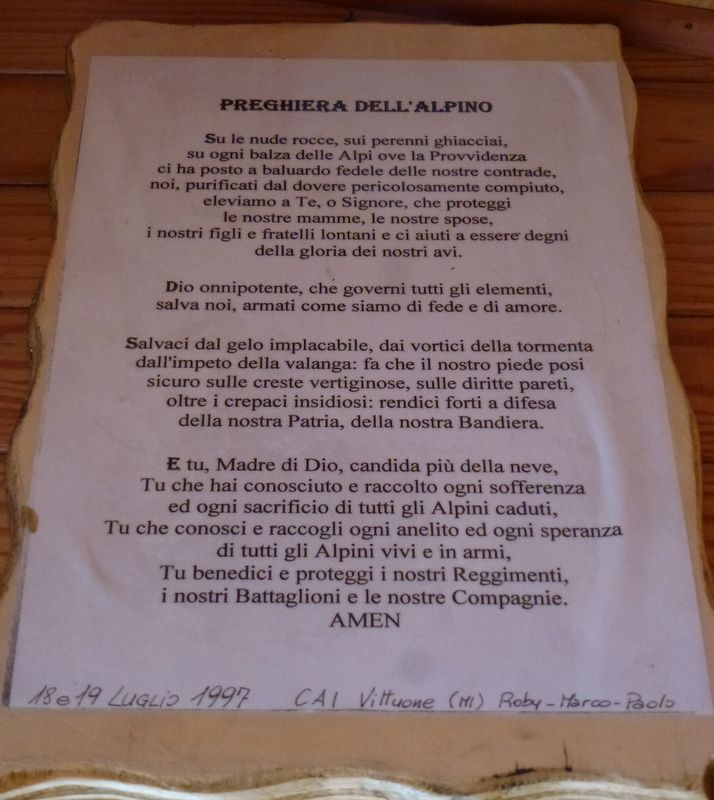 PREGHIERA DELL'ALPINO
Su le nude rocce, sui perenni ghiacciai,
su ogni balza delle Alpi ove la Provvidenza
ci ha posto a baluardo fedele delle nostre contrade,
noi, purificati dal dovere pericolosamente compiuto,
eleviamo a Te, o Signore, che proteggi
le nostre mamme, le nostre spose,
i nostri figli e fratelli lontani e ci aiuti a essere degni
della gloria dei nostri avi.
Dio onnipotente, che governi tutti gli elementi,
salva noi, armati come siamo di fede e di amore.
Salvaci dal gelo implacabile, dai vortici della tormenta
dall'impeto della valanga: fa che il nostro piede posi
sicuro sulle creste vertiginose, sulle diritte pareti,
oltre i crepaci insidiosi: rendici forti a difesa
della nostra Patria, della nostra Bandiera.
E tu, Madre di Dio, candida più della neve,
Tu che hai conosciuto e raccolto ogni sofferenza
ed ogni sacrificio di tutti gli Alpini caduti,
Tu che conosci e raccogli ogni anelito ed ogni speranza
di tutti gli Alpini vivi e in armi,
Tu benedici e proteggi i nostri Reggimenti,
i nostri Battaglioni e le nostre Compagnie.
AMEN
18 e 19 LUGLIO 1997 CAI Vittuone (MI) Roby-Marco-Paolo